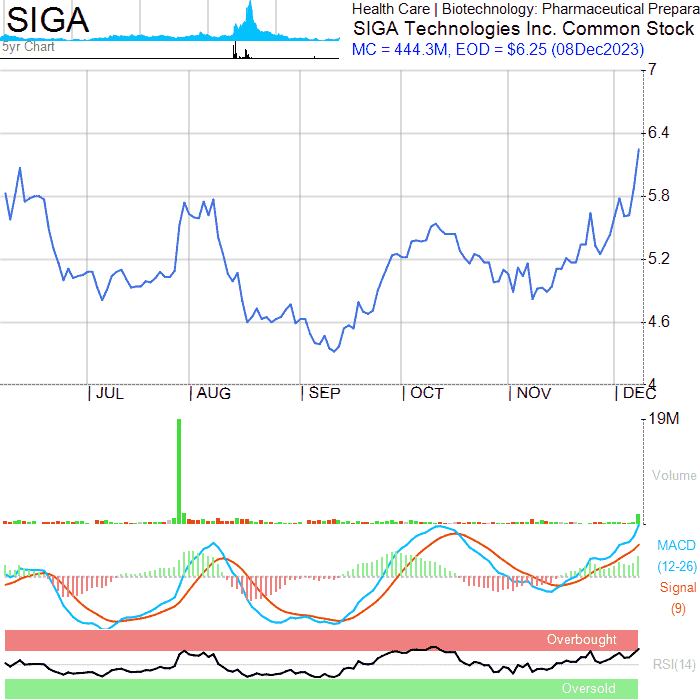 SIGA
5yr Chart
Health Care | Biotechnology: Pharmaceutical Prepara
SIGA Technologies Inc. Common Stock
MC = 444.3M, EOD = $6.25 (08Dec2023)
7
6.4
5.8
5.2
4.6
4
JUL AUG SEP OCT NOV DEC
19M
Volume
MACD
(12-26)
Signal
(9)
Overbought
RSI(14)
Oversold